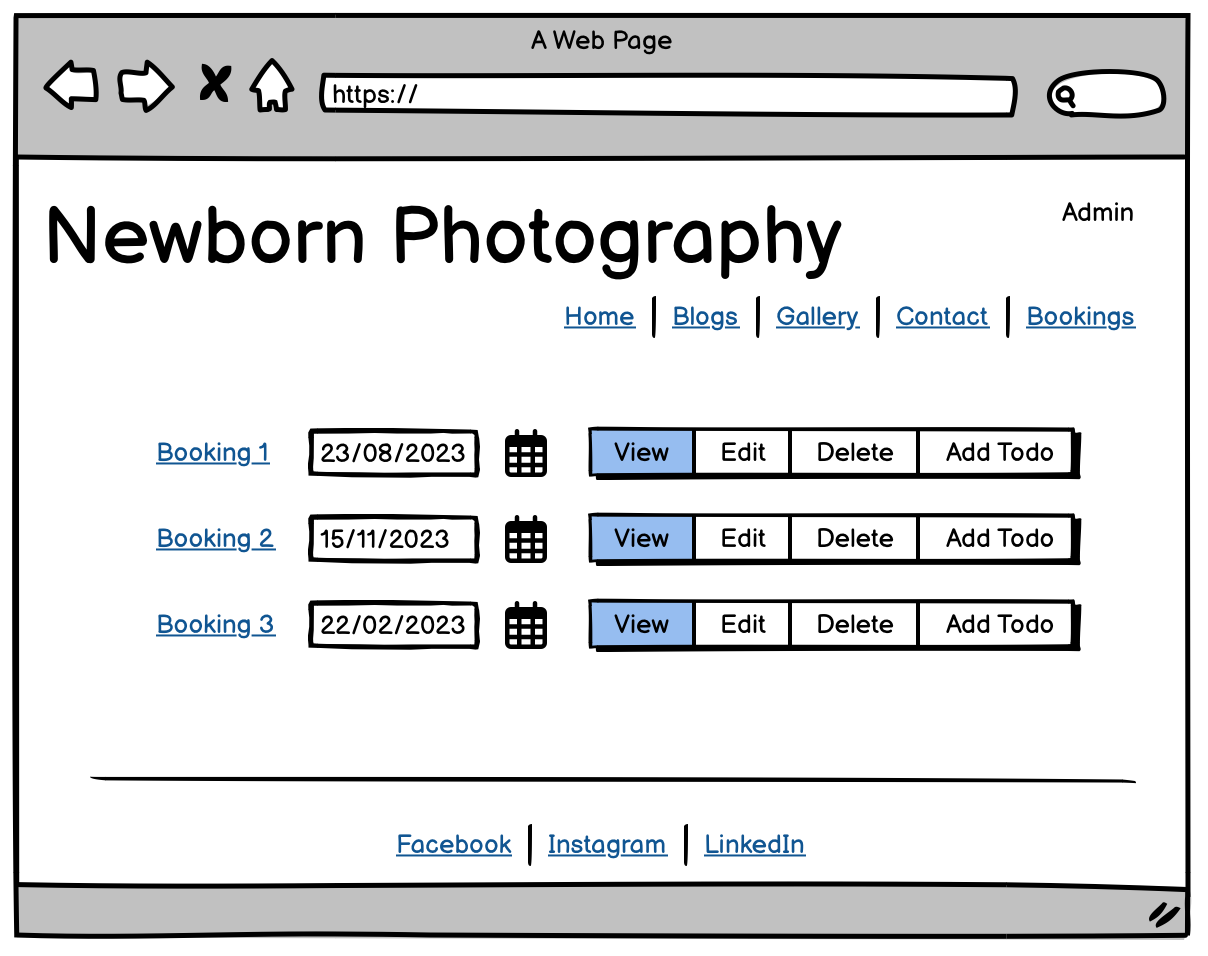 A Web Page
https://
Newborn Photography
Admin
Home Blogs Gallery Contact Bookings
Booking 1 23/08/2023 View Edit Delete Add Todo
Booking 2 15/11/2023 View Edit Delete Add Todo
Booking 3 22/02/2023 View Edit Delete Add Todo
Facebook Instagram LinkedIn